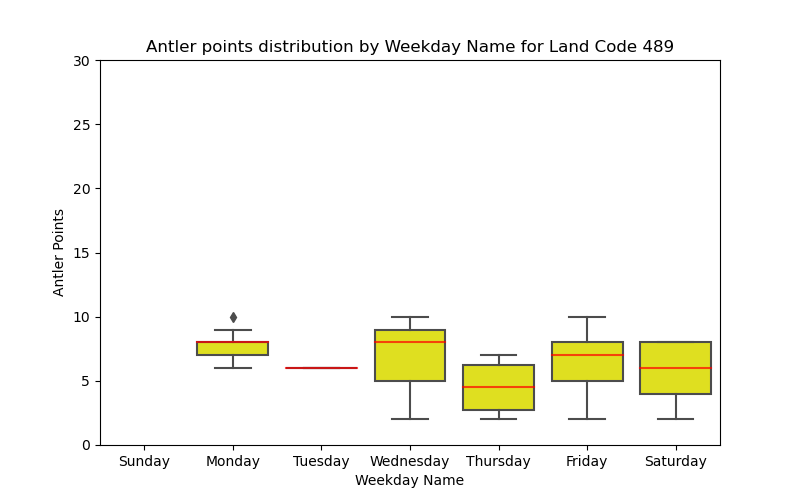 Antler points distribution by Weekday Name for Land Code 489
30
25
20
15
10
5
0
Antler Points
Sunday Monday Tuesday Wednesday Thursday Friday Saturday
Weekday Name